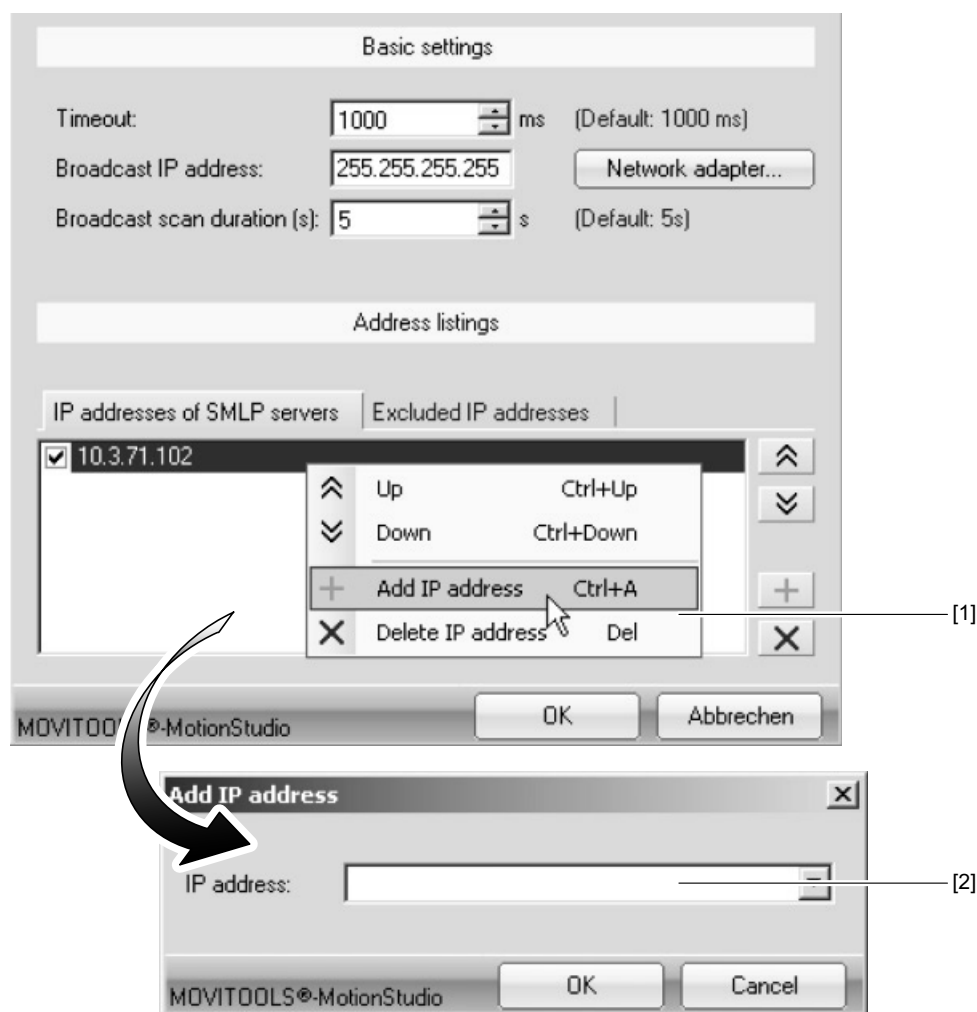 Basic settings
Timeout: 1000 ms (Default: 1000 ms)
Broadcast IP address: 255.255.255.255 Network adapter...
Broadcast scan duration (s): 5 s (Default: 5s)
Address listings
IP addresses of SMLP servers Excluded IP addresses
10.3.71.102
Up Ctrl+Up
Down Ctrl+Down
Add IP address Ctrl+A
[1]
Delete IP address Del
MOVITOO ®-MotionStudio OK Abbrechen
Add IP address
IP address: [2]
MOVITOOLS®-MotionStudio OK Cancel